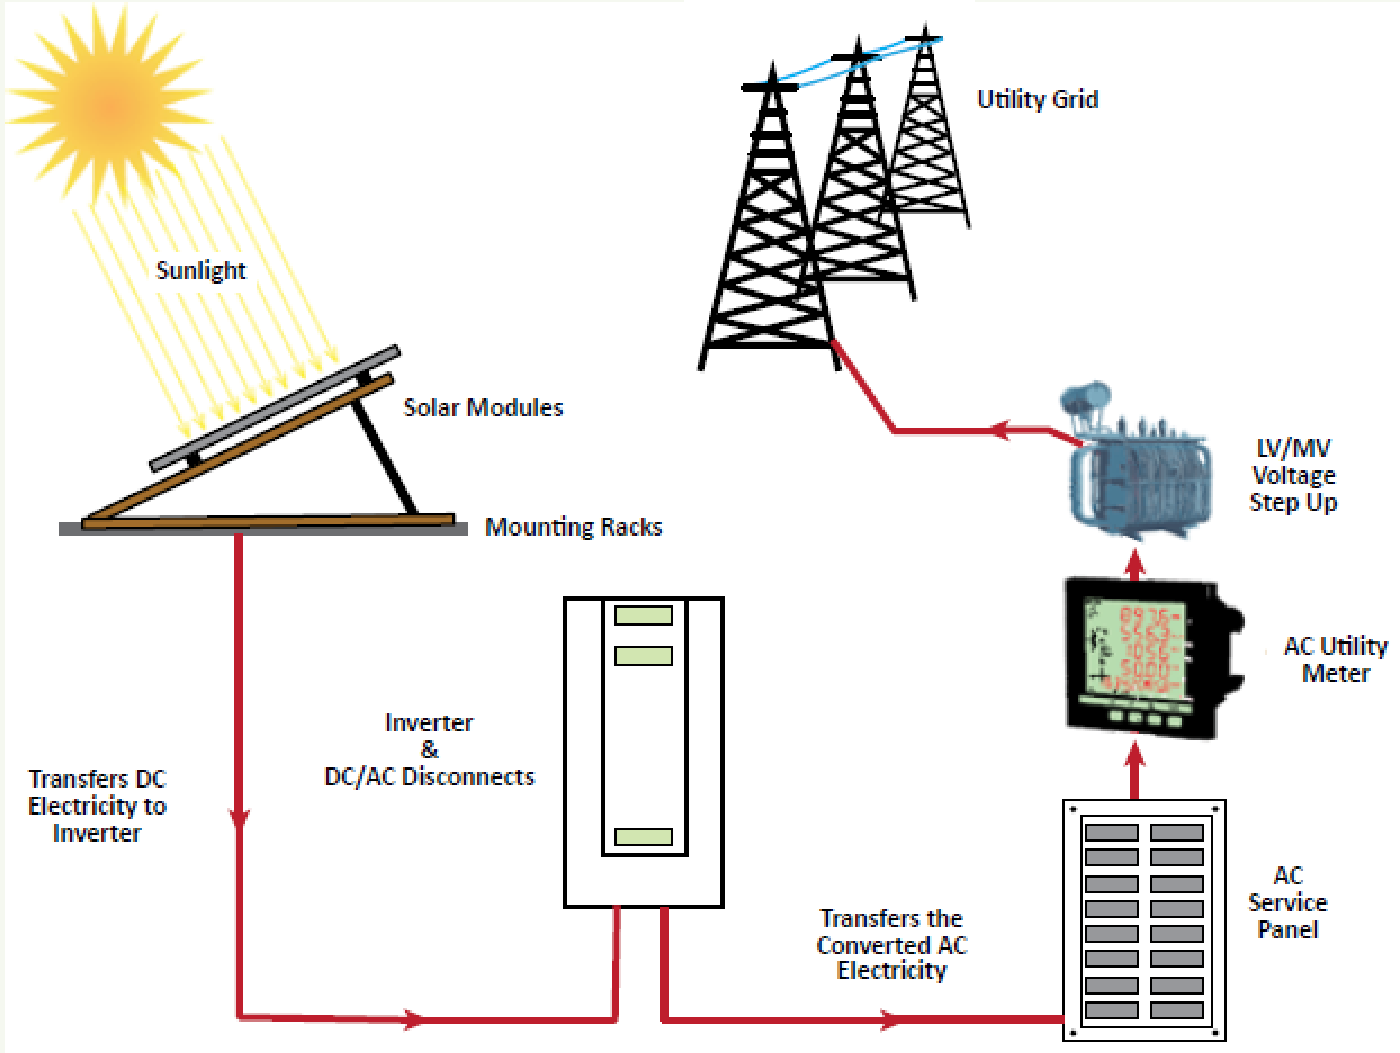 Utility Grid
Sunlight
Solar Modules
Mounting Racks
LV/MV
Voltage
Step Up
AC Utility
Meter
Inverter
&
DC/AC Disconnects
Transfers DC
Electricity to
Inverter
Transfers the
Converted AC
Electricity
AC
Service
Panel